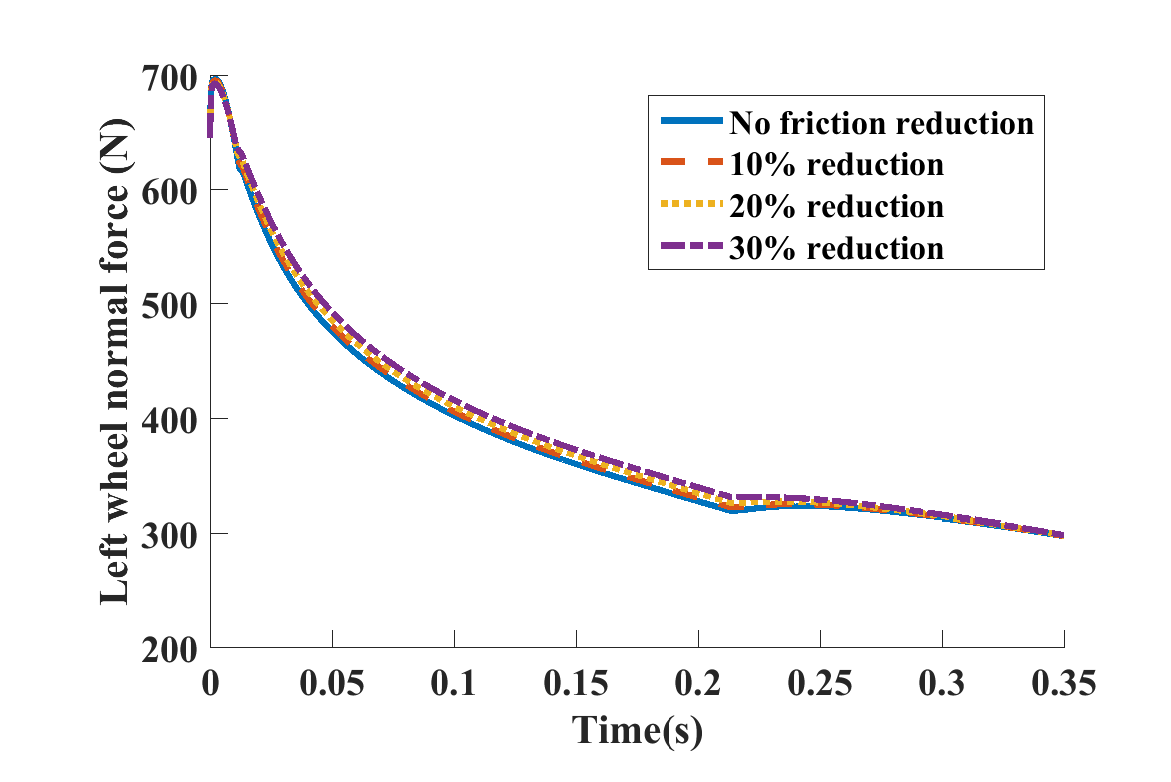 700
600
500
400
300
200
Left wheel normal force (N)
No friction reduction
10% reduction
20% reduction
30% reduction
0 0.05 0.1 0.15 0.2 0.25 0.3 0.35
Time(s)